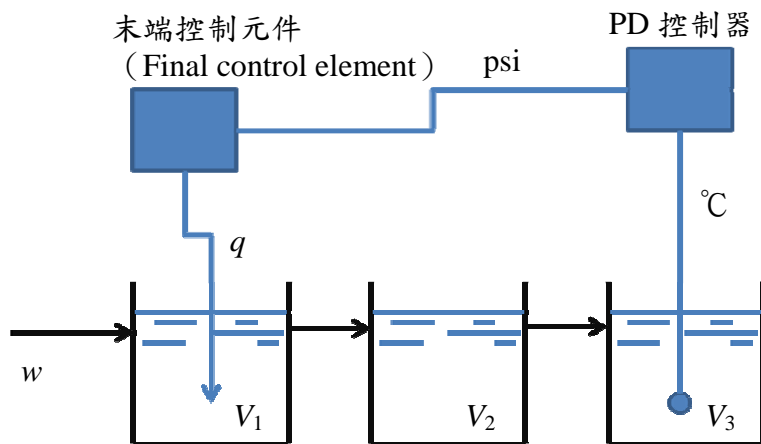 末端控制元件
（Final control element）
PD 控制器
psi
℃
q
w
V1
V2
V3